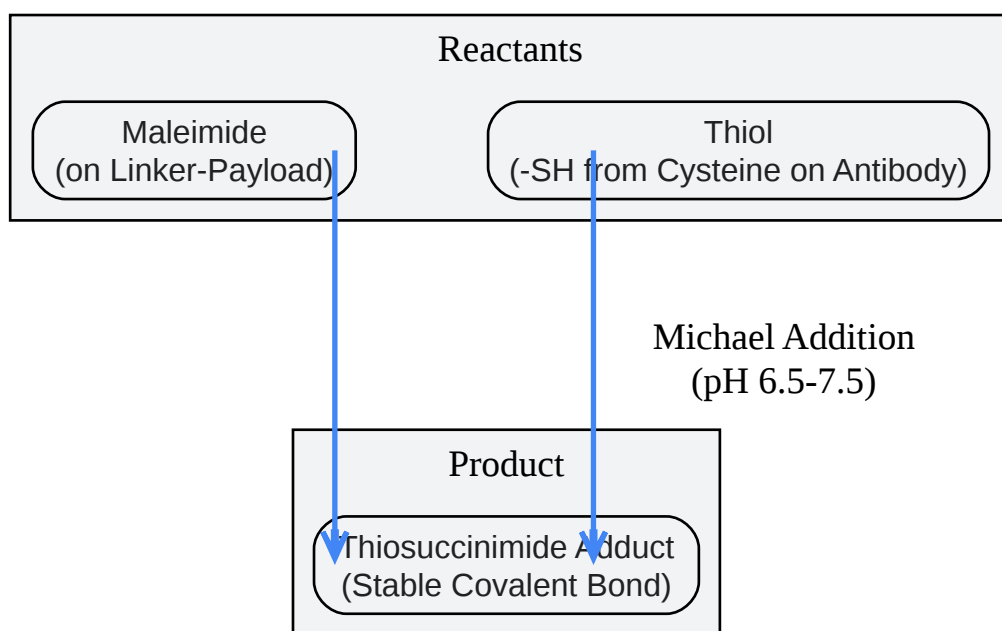 Reactants
Maleimide
(on Linker-Payload)
Thiol
(-SH from Cysteine on Antibody)
Michael Addition
(pH 6.5-7.5)
Product
Thiosuccinimide Adduct
(Stable Covalent Bond)